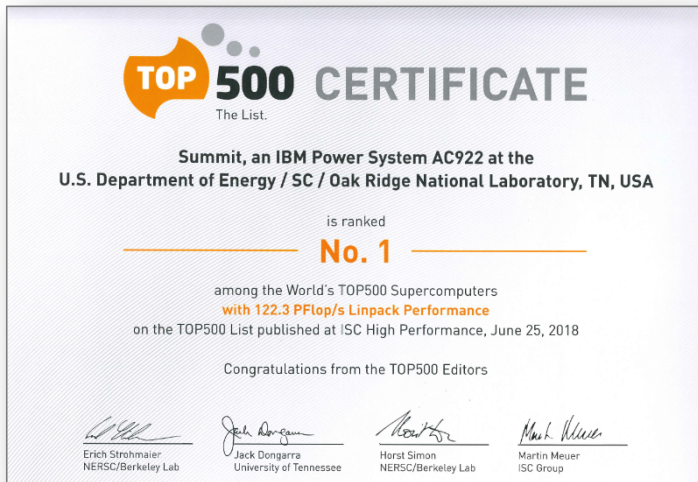 TOP 500 CERTIFICATE
The List.
Summit, an IBM Power System AC922 at the
U.S. Department of Energy / SC / Oak Ridge National Laboratory, TN, USA
is ranked
No. 1
among the World's TOP500 Supercomputers
with 122.3 PFlop/s Linpack Performance
on the TOP500 List published at ISC High Performance, June 25, 2018
Congratulations from the TOP500 Editors
Jack Dongarra
Erich Strohmaier
NERSC/Berkeley Lab
Jack Dongarra
University of Tennessee
Horst Simon
NERSC/Berkeley Lab
Martin Meuer
ISC Group